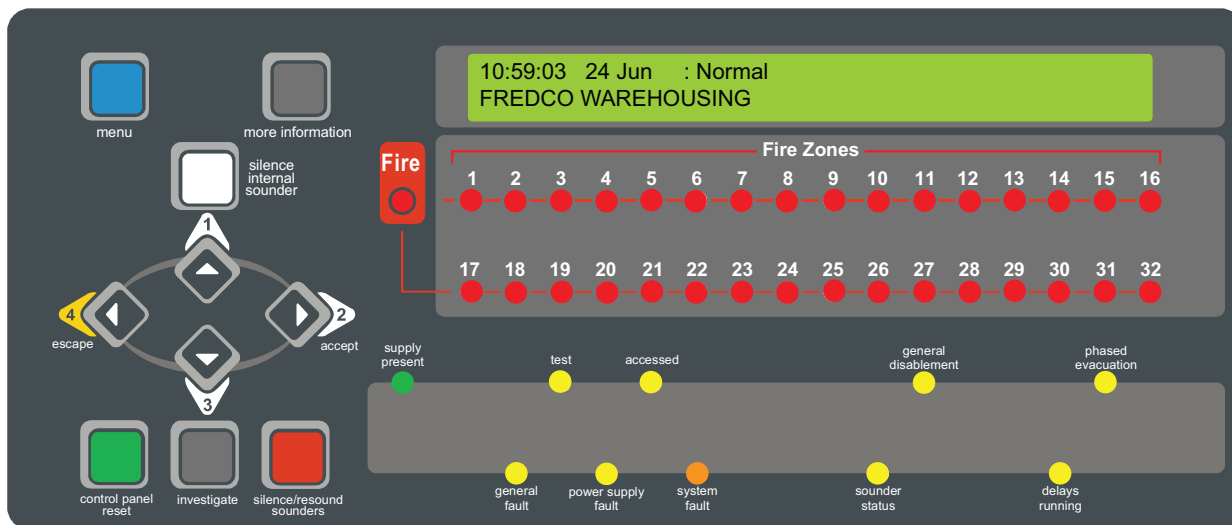 10:59:03 24 Jun : Normal
FREDCO WAREHOUSING
menu
more information
silence
internal
sounder
1
2
3
4
escape
accept
control panel
reset
investigate
silence/resound
sounders
Fire
Fire Zones
1 2 3 4 5 6 7 8 9 10 11 12 13 14 15 16
17 18 19 20 21 22 23 24 25 26 27 28 29 30 31 32
supply
present
test
accessed
general
disablement
phased
evacuation
general
fault
power supply
fault
system
fault
sounder
status
delays
running